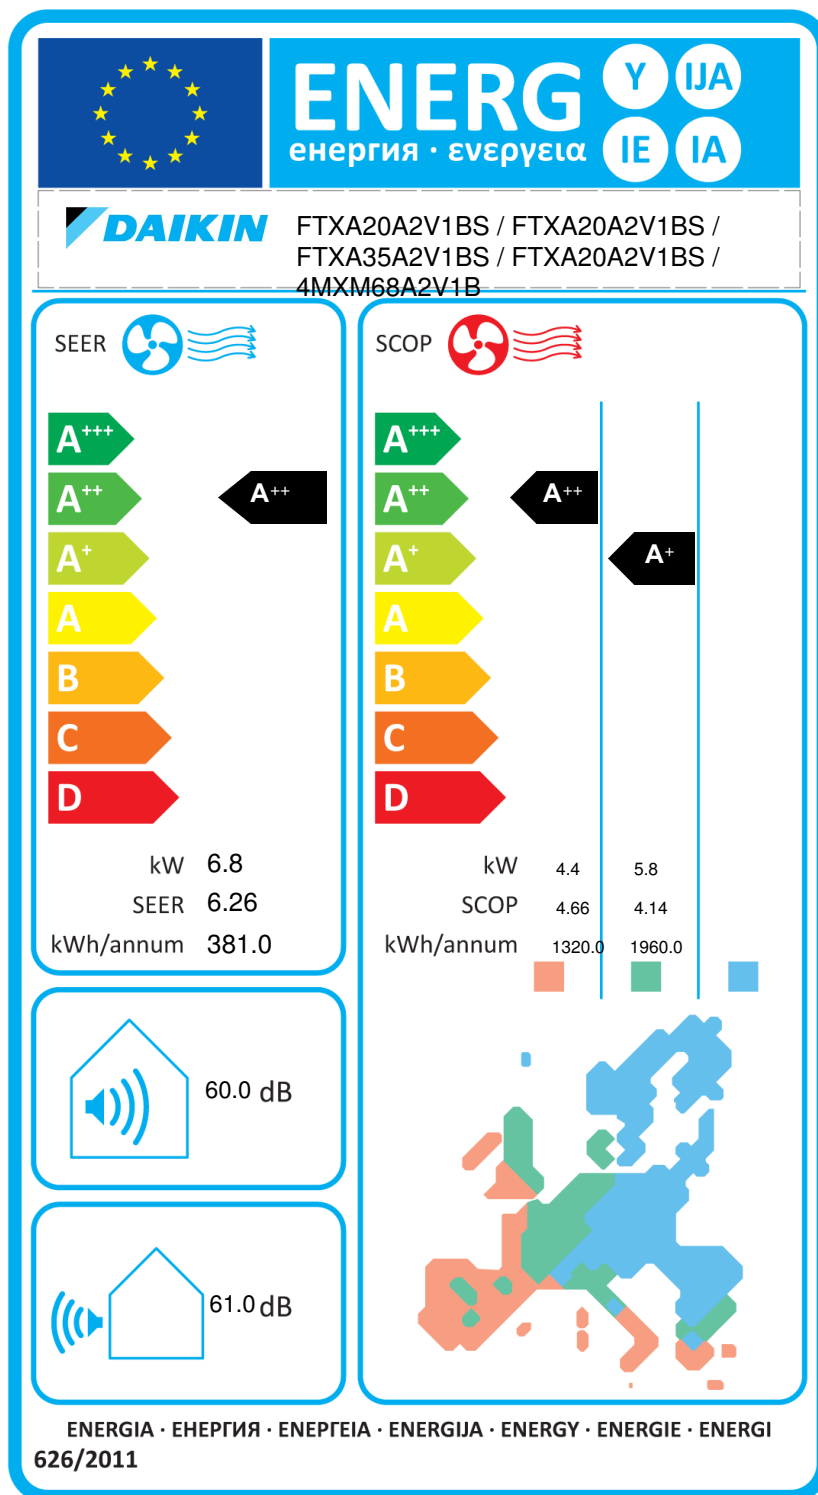 ENERG
Y
IJA
IE
IA
енергия · ενεργεια
DAIKIN
FTXA20A2V1BS / FTXA20A2V1BS /
FTXA35A2V1BS / FTXA20A2V1BS /
4MXM68A2V1B
SEER
A+++
A++
A+
A
B
C
D
A++
kW 6.8
SEER 6.26
kWh/annum 381.0
SCOP
A+++
A++
A+
A
B
C
D
A++
A+
kW 4.4 5.8
SCOP 4.66 4.14
kWh/annum 1320.0 1960.0
60.0 dB
61.0 dB
ENERGIA · ЕНЕРГИЯ · ΕΝΕΡΓΕΙΑ · ENERGIJA · ENERGY · ENERGIE · ENERGI
626/2011